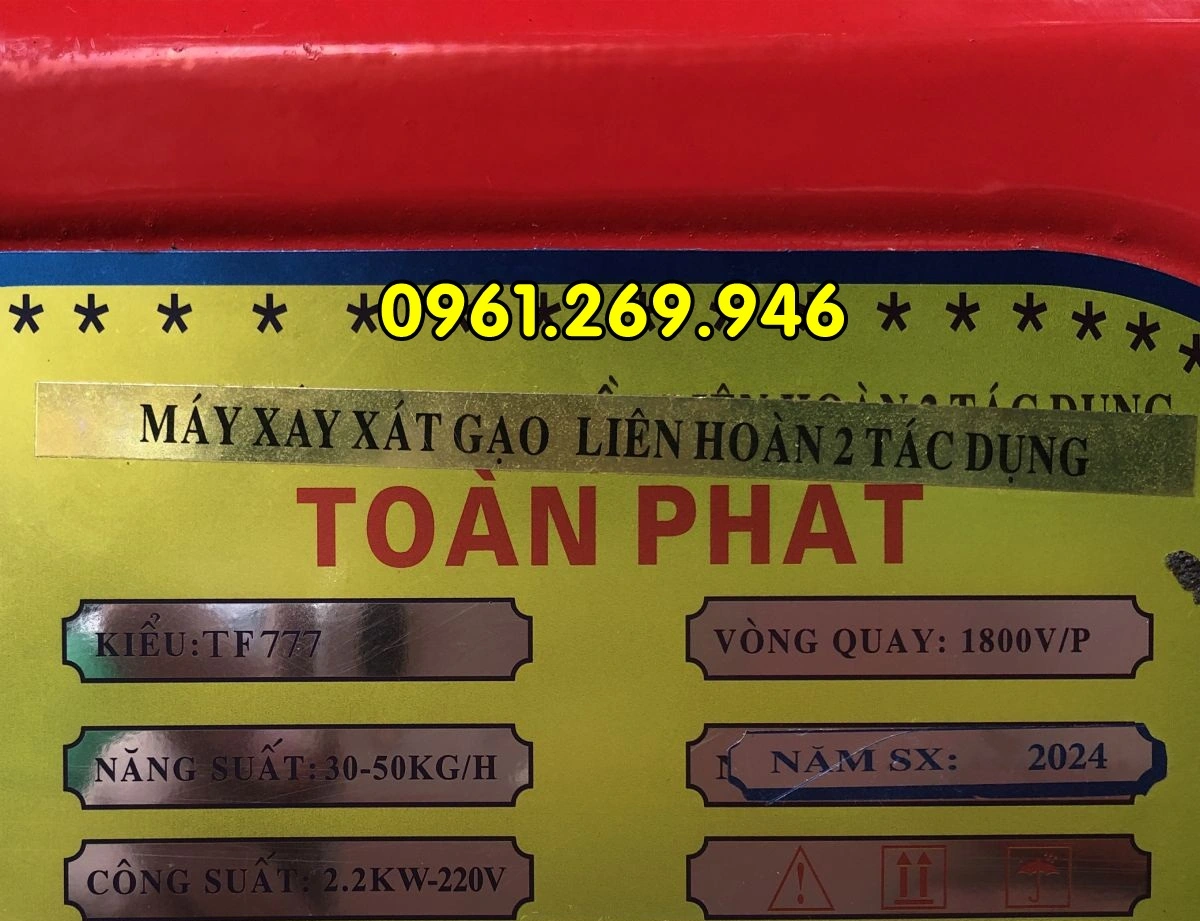 * * * * * * * * * * * * * *
0961.269.946
MÁY XAY XÁT GẠO LIÊN HOÀN 2 TÁC DỤNG
TOÀN PHAT
KIỂU:TF777
VÒNG QUAY: 1800V/P
NĂNG SUẤT:30-50KG/H
NĂM SX: 2024
CÔNG SUẤT: 2.2KW-220V